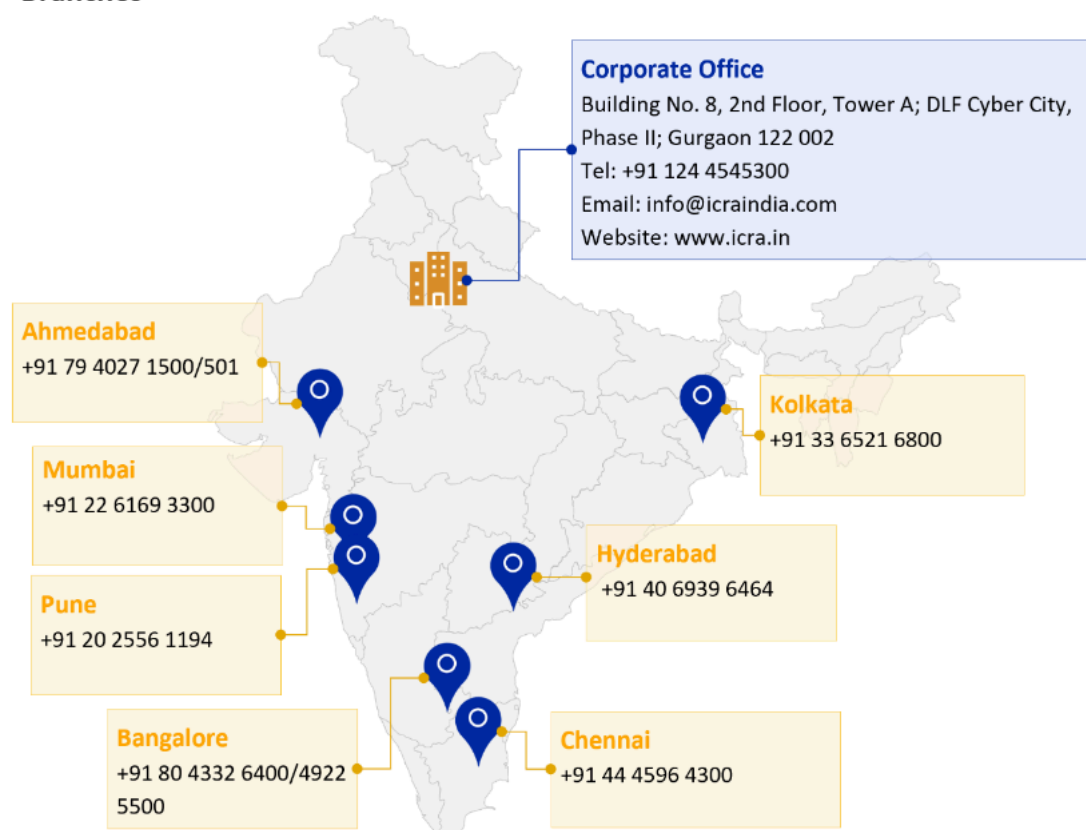 Branches
Corporate Office
Building No. 8, 2nd Floor, Tower A; DLF Cyber City,
Phase II; Gurgaon 122 002
Tel: +91 124 4545300
Email: info@icraindia.com
Website: www.icra.in
Ahmedabad
+91 79 4027 1500/501
Kolkata
+91 33 6521 6800
Mumbai
+91 22 6169 3300
Hyderabad
+91 40 6939 6464
Pune
+91 20 2556 1194
Bangalore
+91 80 4332 6400/4922
5500
Chennai
+91 44 4596 4300